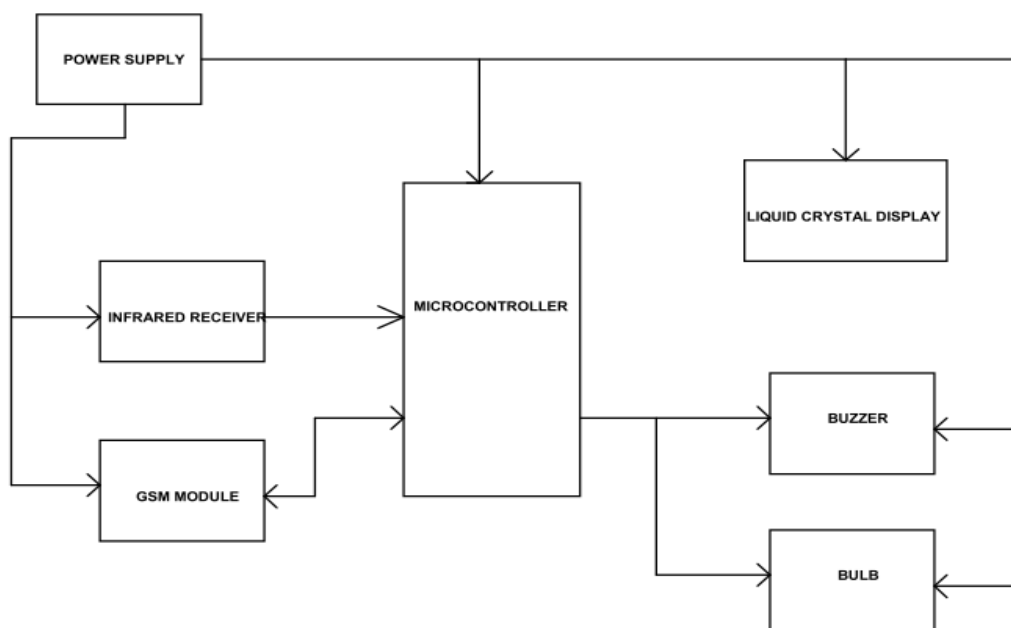 POWER SUPPLY
LIQUID CRYSTAL DISPLAY
MICROCONTROLLER
INFRARED RECEIVER
BUZZER
GSM MODULE
BULB